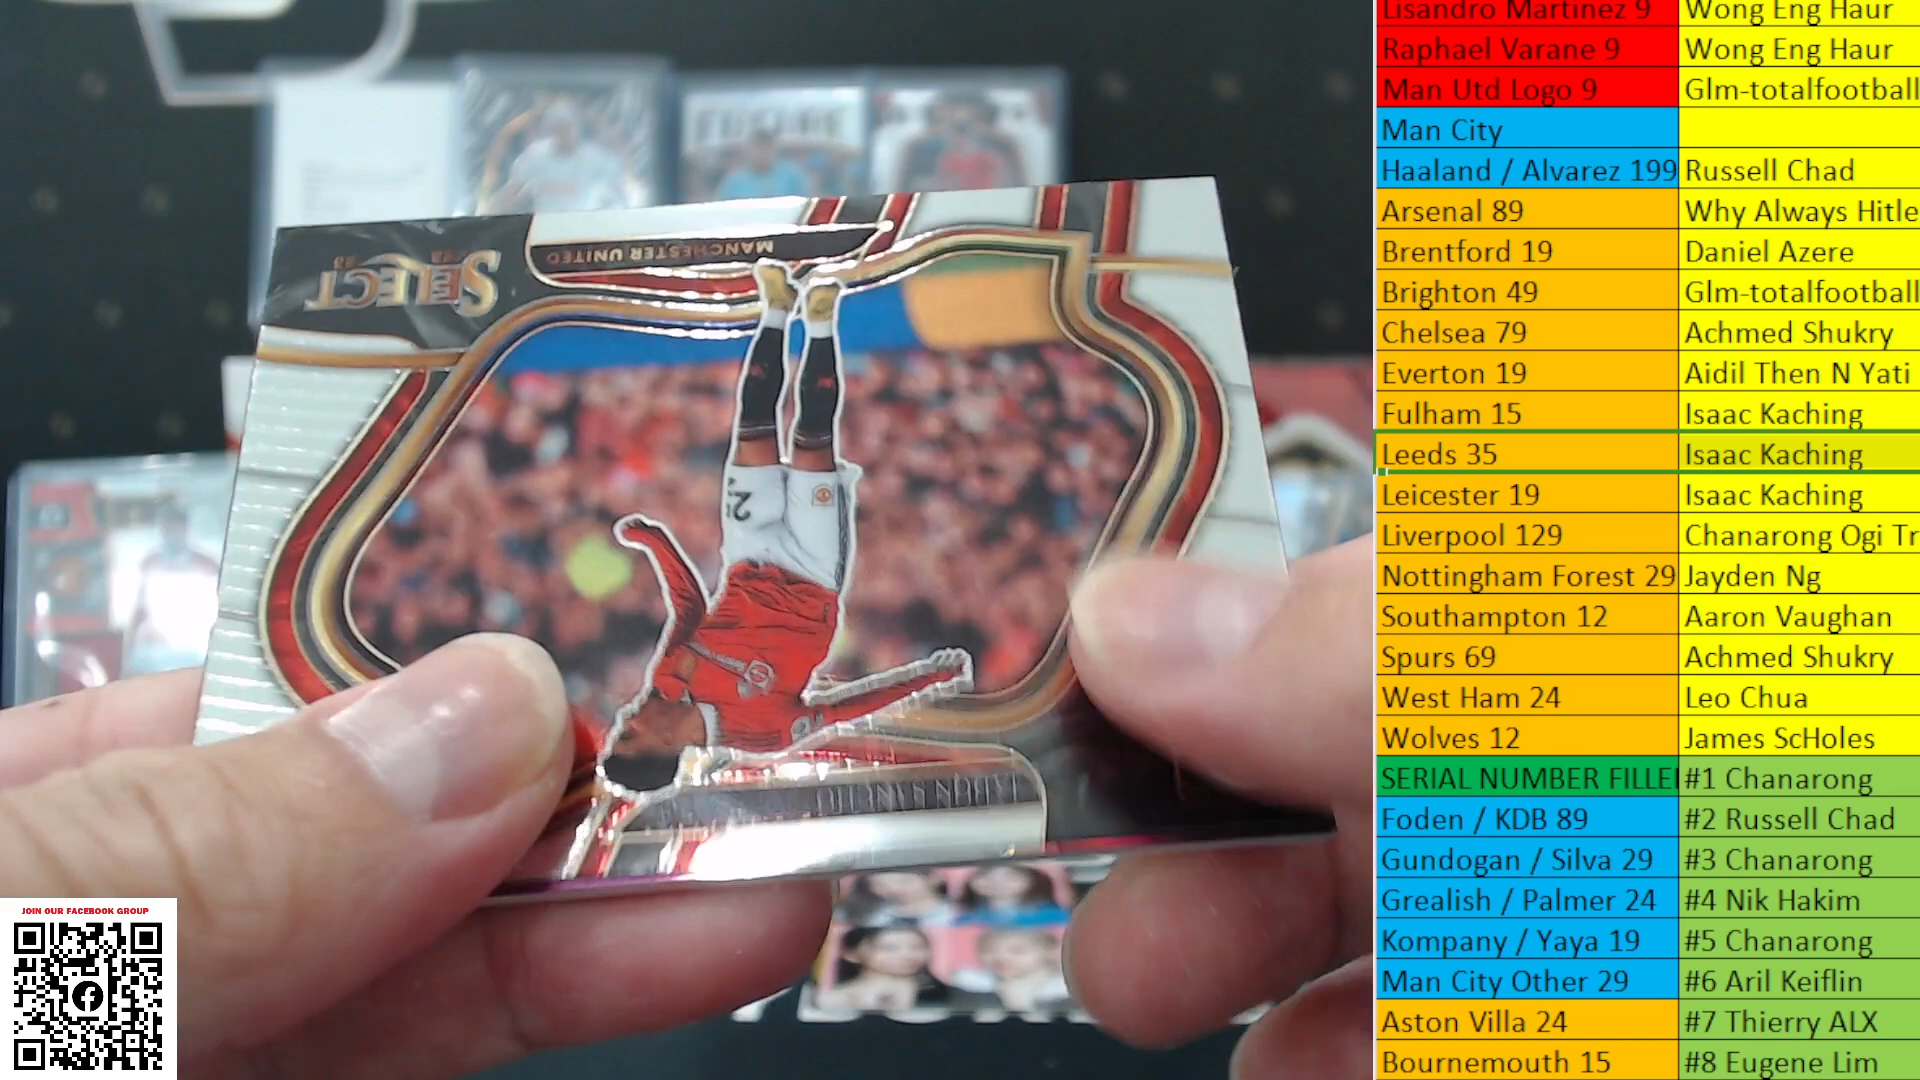 SELECT
22 23
MANCHESTER UNITED
JADON SANCHO
25
FUTURE
JOIN OUR FACEBOOK GROUP
Lisandro Martinez 9 Wong Eng Haur
Raphael Varane 9 Wong Eng Haur
Man Utd Logo 9 Glm-totalfootball
Man City
Haaland / Alvarez 199 Russell Chad
Arsenal 89 Why Always Hitle
Brentford 19 Daniel Azere
Brighton 49 Glm-totalfootball
Chelsea 79 Achmed Shukry
Everton 19 Aidil Then N Yati
Fulham 15 Isaac Kaching
Leeds 35 Isaac Kaching
Leicester 19 Isaac Kaching
Liverpool 129 Chanarong Ogi Tr
Nottingham Forest 29 Jayden Ng
Southampton 12 Aaron Vaughan
Spurs 69 Achmed Shukry
West Ham 24 Leo Chua
Wolves 12 James ScHoles
SERIAL NUMBER FILLE #1 Chanarong
Foden / KDB 89 #2 Russell Chad
Gundogan / Silva 29 #3 Chanarong
Grealish / Palmer 24 #4 Nik Hakim
Kompany / Yaya 19 #5 Chanarong
Man City Other 29 #6 Aril Keiflin
Aston Villa 24 #7 Thierry ALX
Bournemouth 15 #8 Eugene Lim